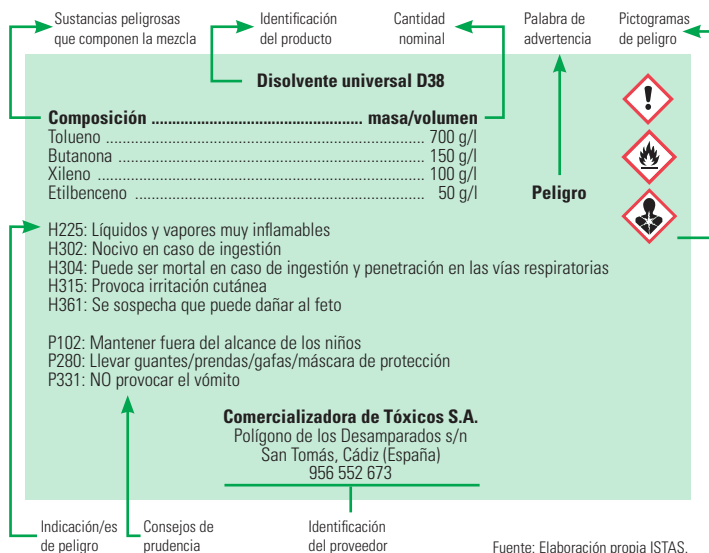 Sustancias peligrosas
que componen la mezcla
Identificación
del producto
Cantidad
nominal
Palabra de
advertencia
Pictogramas
de peligro
Disolvente universal D38
Composición ................................................. masa/volumen
Tolueno ........................................................................... 700 g/l
Butanona ......................................................................... 150 g/l
Xileno .............................................................................. 100 g/l
Etilbenceno ..................................................................... 50 g/l
Peligro
H225: Líquidos y vapores muy inflamables
H302: Nocivo en caso de ingestión
H304: Puede ser mortal en caso de ingestión y penetración en las vías respiratorias
H315: Provoca irritación cutánea
H361: Se sospecha que puede dañar al feto
P102: Mantener fuera del alcance de los niños
P280: Llevar guantes/prendas/gafas/máscara de protección
P331: NO provocar el vómito
Comercializadora de Tóxicos S.A.
Polígono de los Desamparados s/n
San Tomás, Cádiz (España)
956 552 673
Indicación/es
de peligro
Consejos de
prudencia
Identificación
del proveedor
Fuente: Elaboración propia ISTAS.